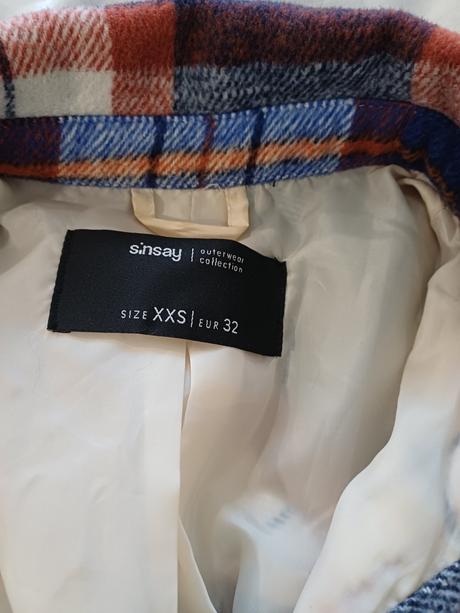 sinsay | outerwear
collection
SIZE XXS | EUR 32